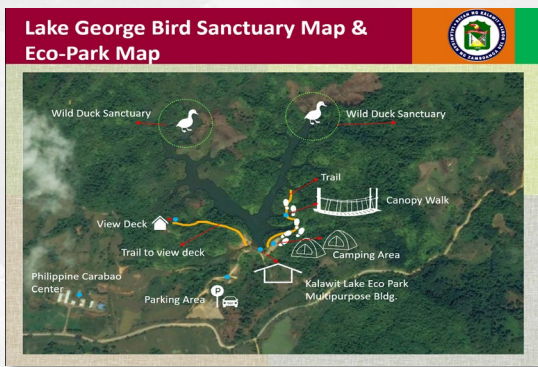 Lake George Bird Sanctuary Map &
Eco-Park Map
Wild Duck Sanctuary
Wild Duck Sanctuary
Trail
Canopy Walk
View Deck
Trail to view deck
Camping Area
Philippine Carabao
Center
P
Parking Area
Kalawit Lake Eco Park
Multipurpose Bldg.